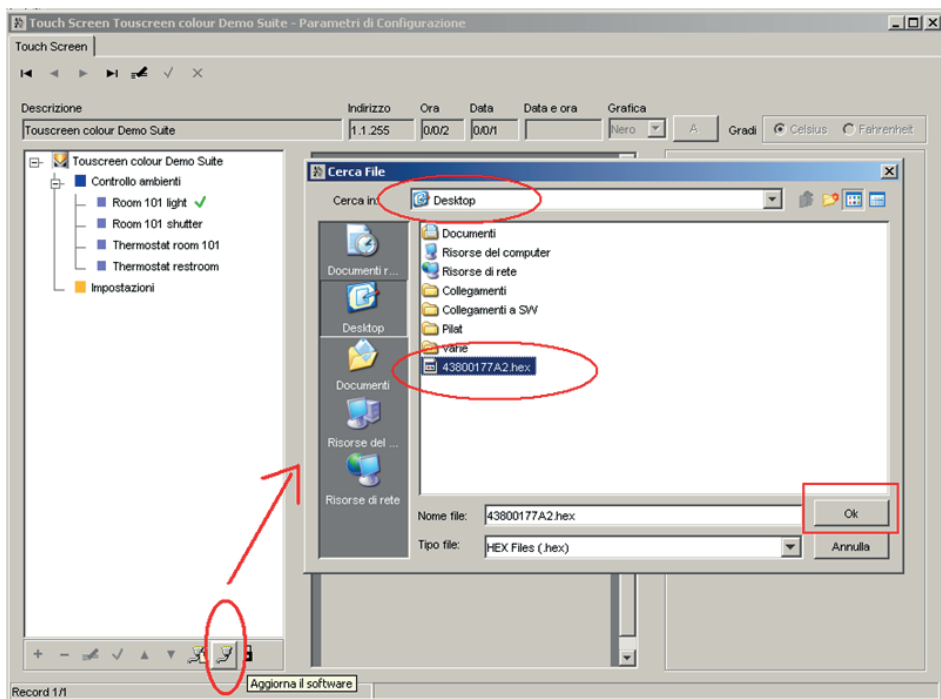 Touch Screen Touscreen colour Demo Suite - Parametri di Configurazione
Touch Screen
Descrizione Indirizzo Ora Data Data e ora Grafica
Touscreen colour Demo Suite 1.1.255 0/0/2 0/0/1 Nero A Gradi Celsius Fahrenheit
Touscreen colour Demo Suite
Controllo ambienti
Room 101 light
Room 101 shutter
Thermostat room 101
Thermostat restroom
Impostazioni
Cerca File
Cerca in: Desktop
Documenti r...
Desktop
Documenti
Risorse del ...
Risorse di rete
Documenti
Risorse del computer
Risorse di rete
Collegamenti
Collegamenti a SW
Pilat
varie
43800177A2.hex
Nome file: 43800177A2.hex Ok
Tipo file: HEX Files (.hex) Annulla
Aggiorna il software
Record 1/1